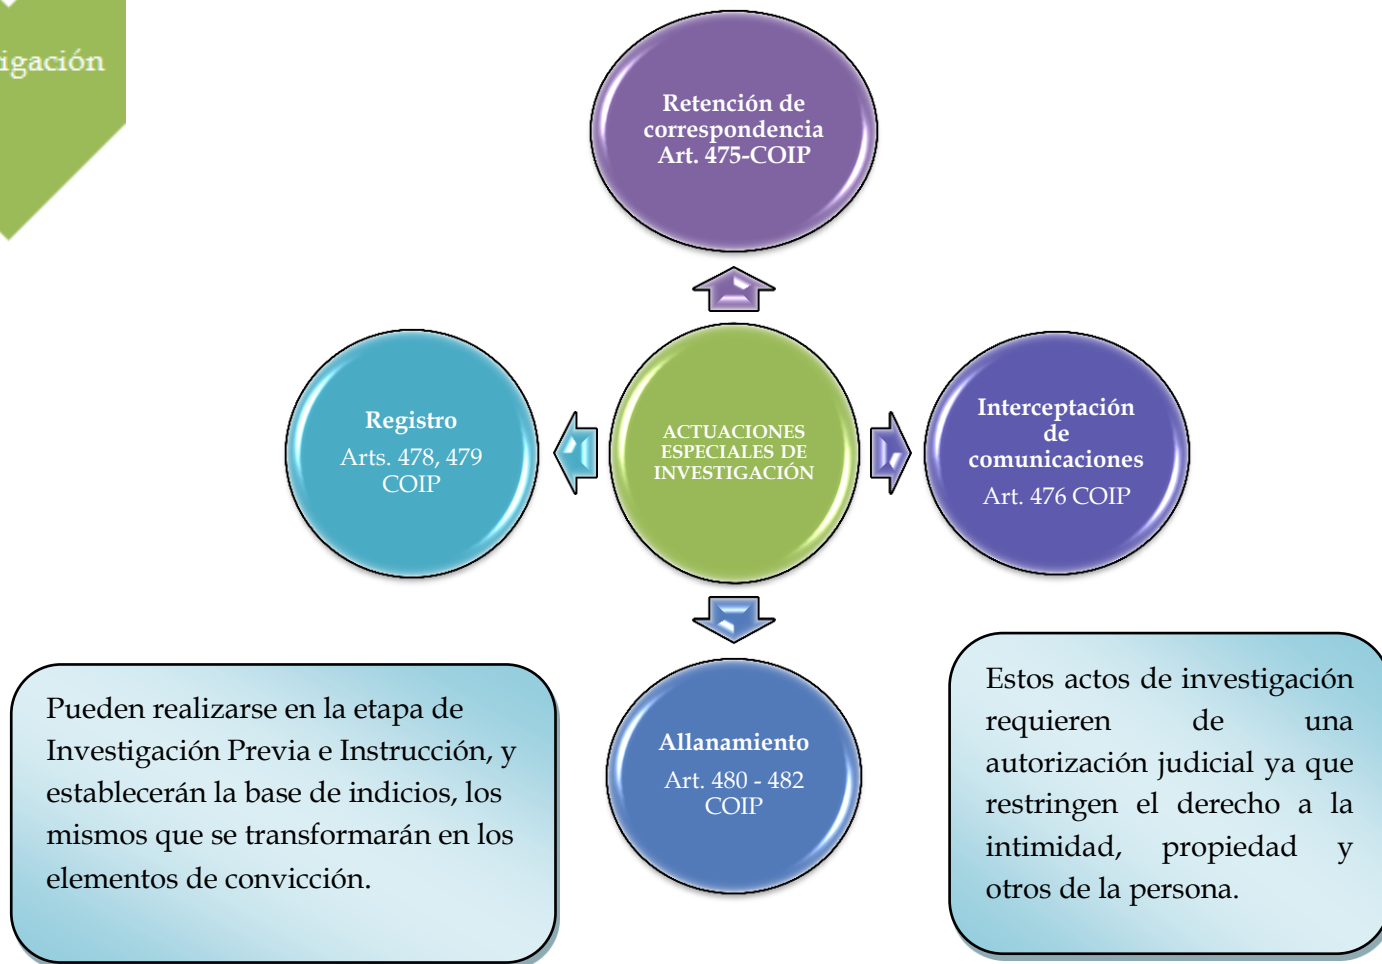 igación
Retención de
correspondencia
Art. 475-COIP
Registro
Arts. 478, 479
COIP
ACTUACIONES
ESPECIALES DE
INVESTIGACIÓN
Interceptación
de
comunicaciones
Art. 476 COIP
Allanamiento
Art. 480 - 482
COIP
Pueden realizarse en la etapa de
Investigación Previa e Instrucción, y
establecerán la base de indicios, los
mismos que se transformarán en los
elementos de convicción.
Estos actos de investigación
requieren de una
autorización judicial ya que
restringen el derecho a la
intimidad, propiedad y
otros de la persona.